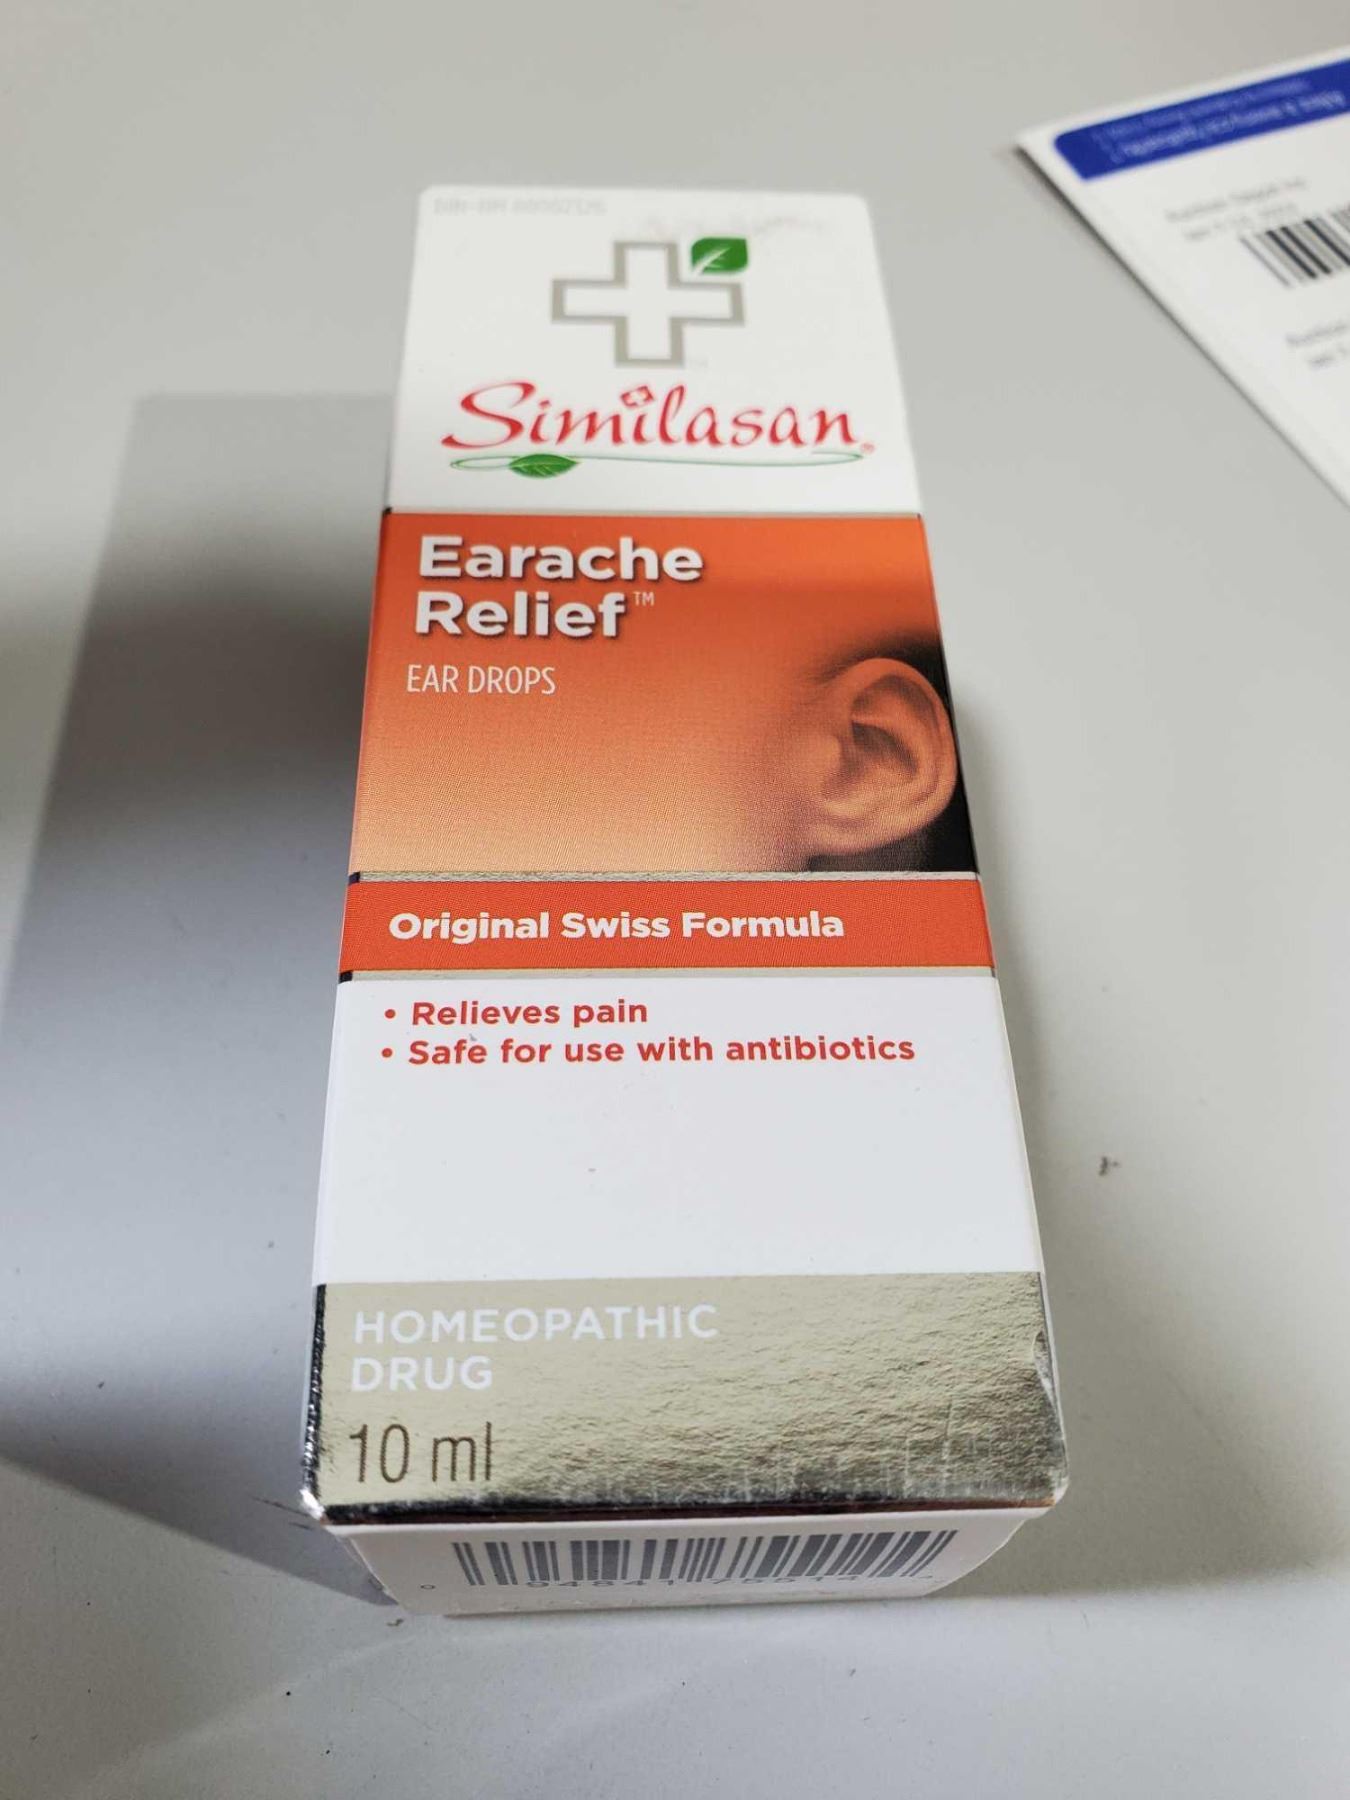 Similasan®
Earache
Relief™
EAR DROPS
Original Swiss Formula
• Relieves pain
• Safe for use with antibiotics
HOMEOPATHIC
DRUG
10 ml